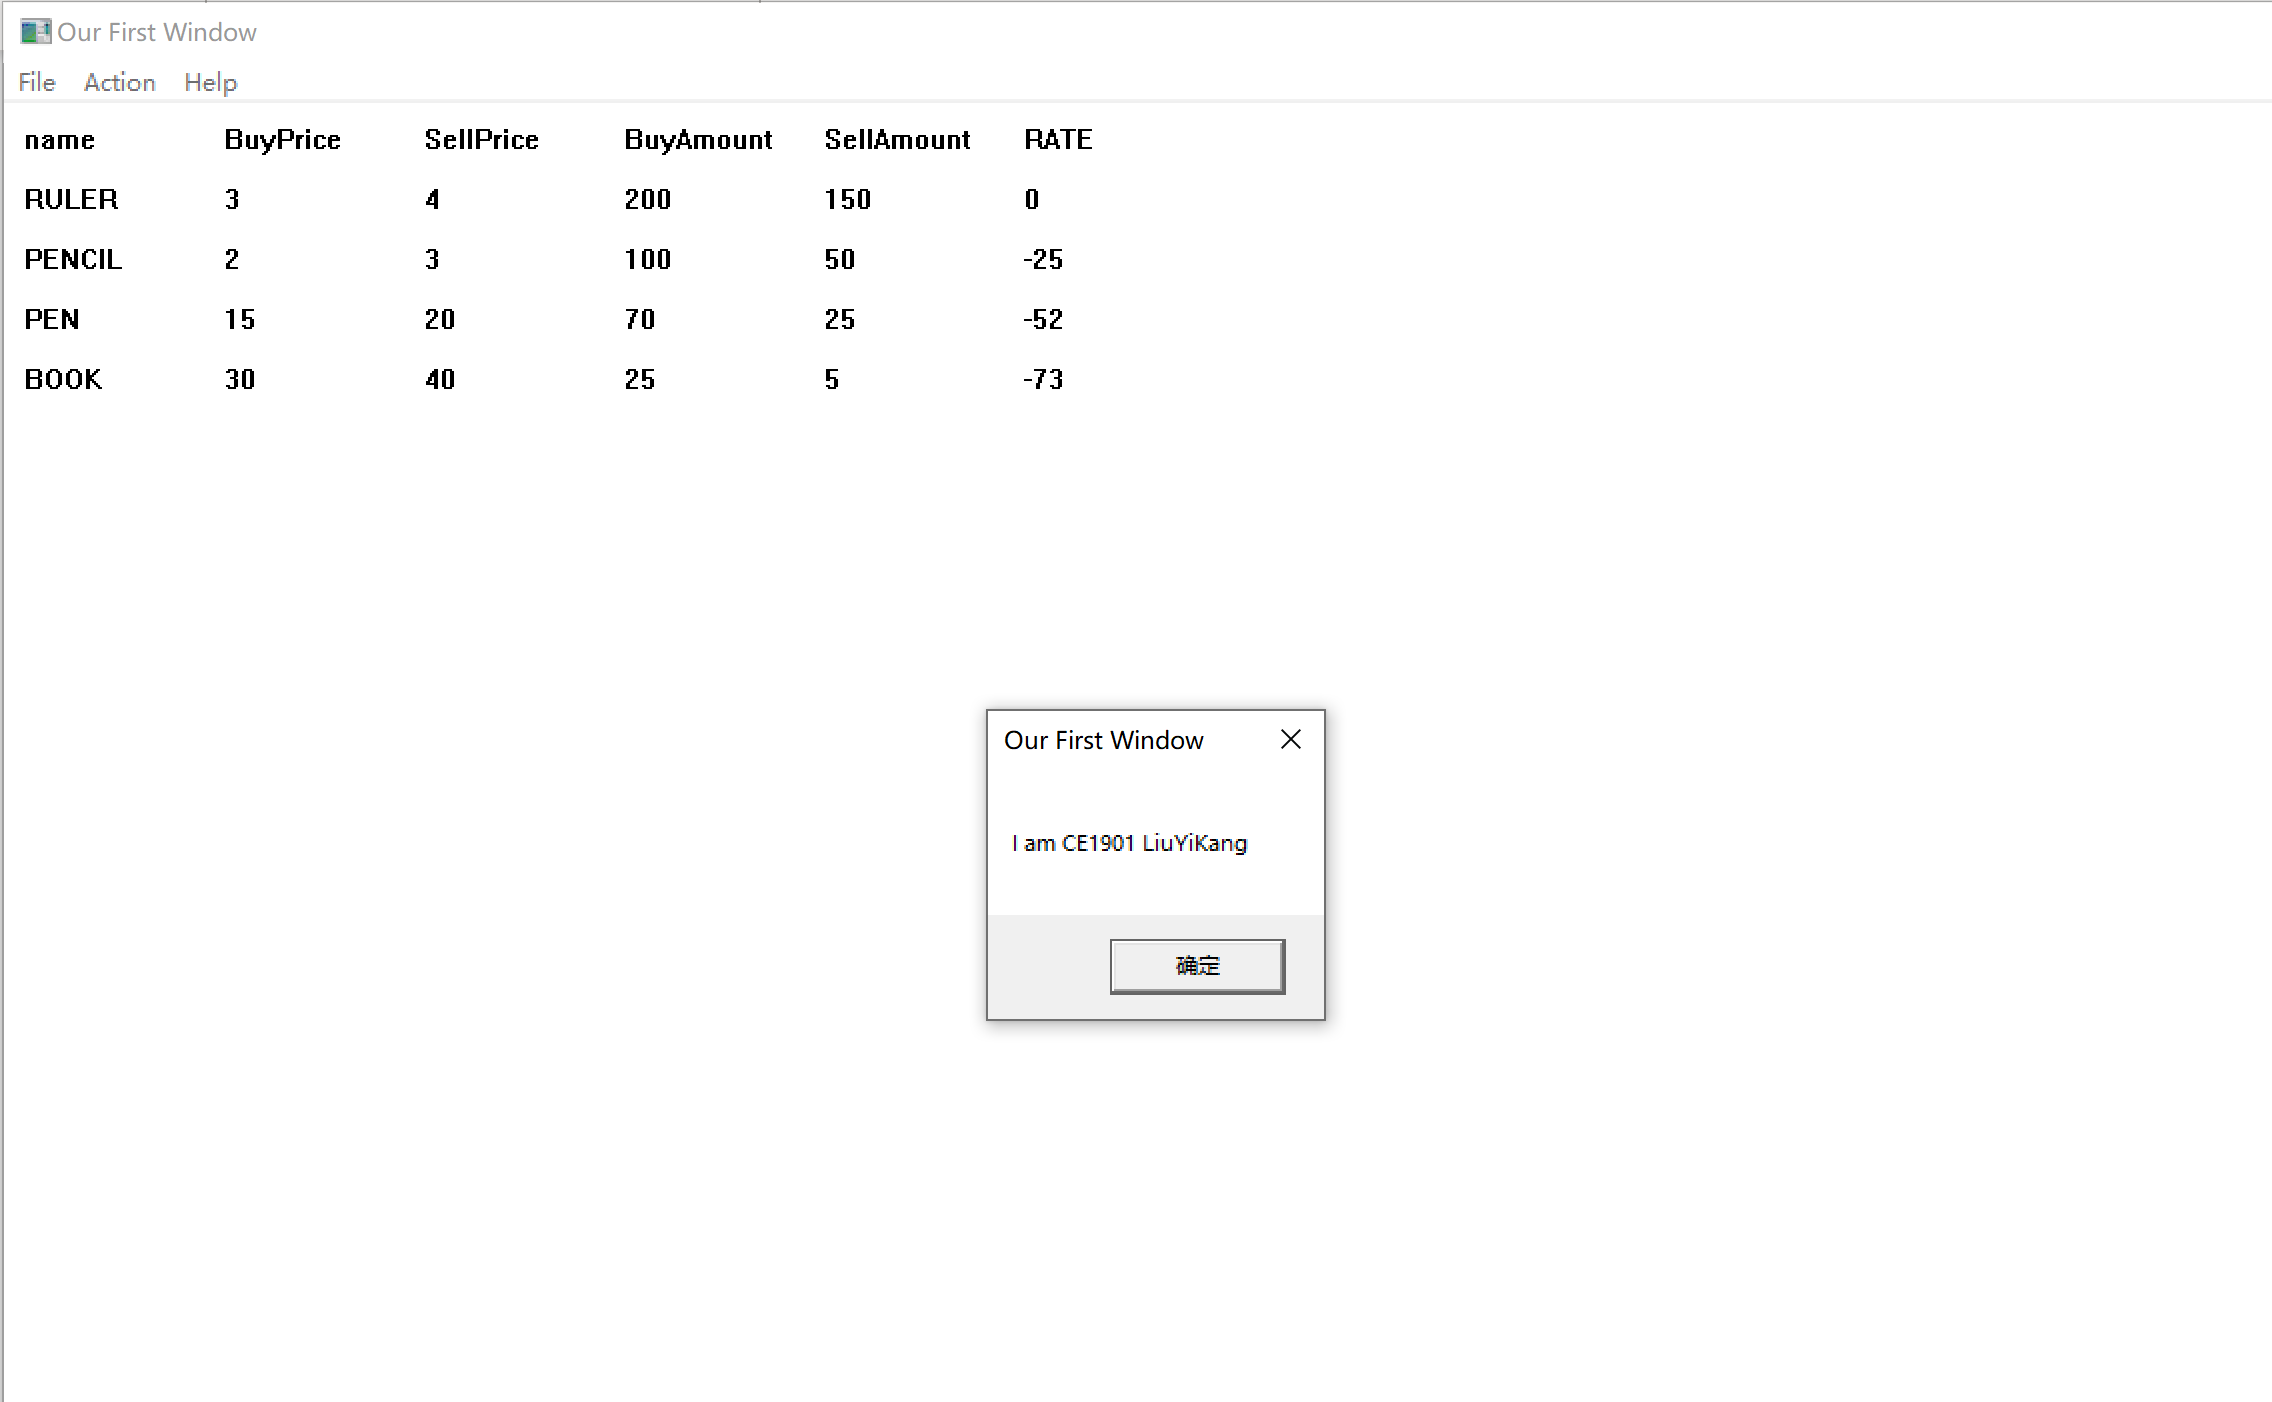 Our First Window
File Action Help
name BuyPrice SellPrice BuyAmount SellAmount RATE
RULER 3 4 200 150 0
PENCIL 2 3 100 50 -25
PEN 15 20 70 25 -52
BOOK 30 40 25 5 -73
Our First Window
I am CE1901 LiuYiKang
确定